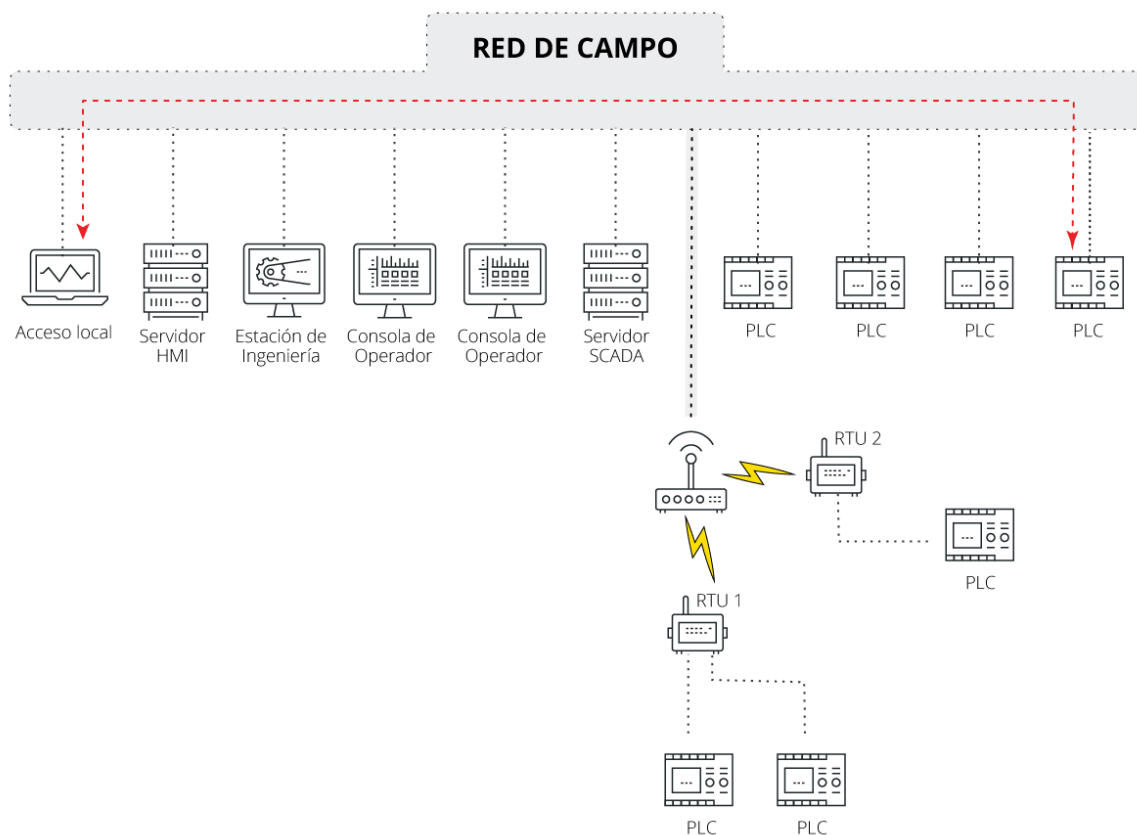 RED DE CAMPO
Acceso local
Servidor
HMI
Estación de
Ingeniería
Consola de
Operador
Consola de
Operador
Servidor
SCADA
PLC
PLC
PLC
PLC
RTU 2
PLC
RTU 1
PLC
PLC